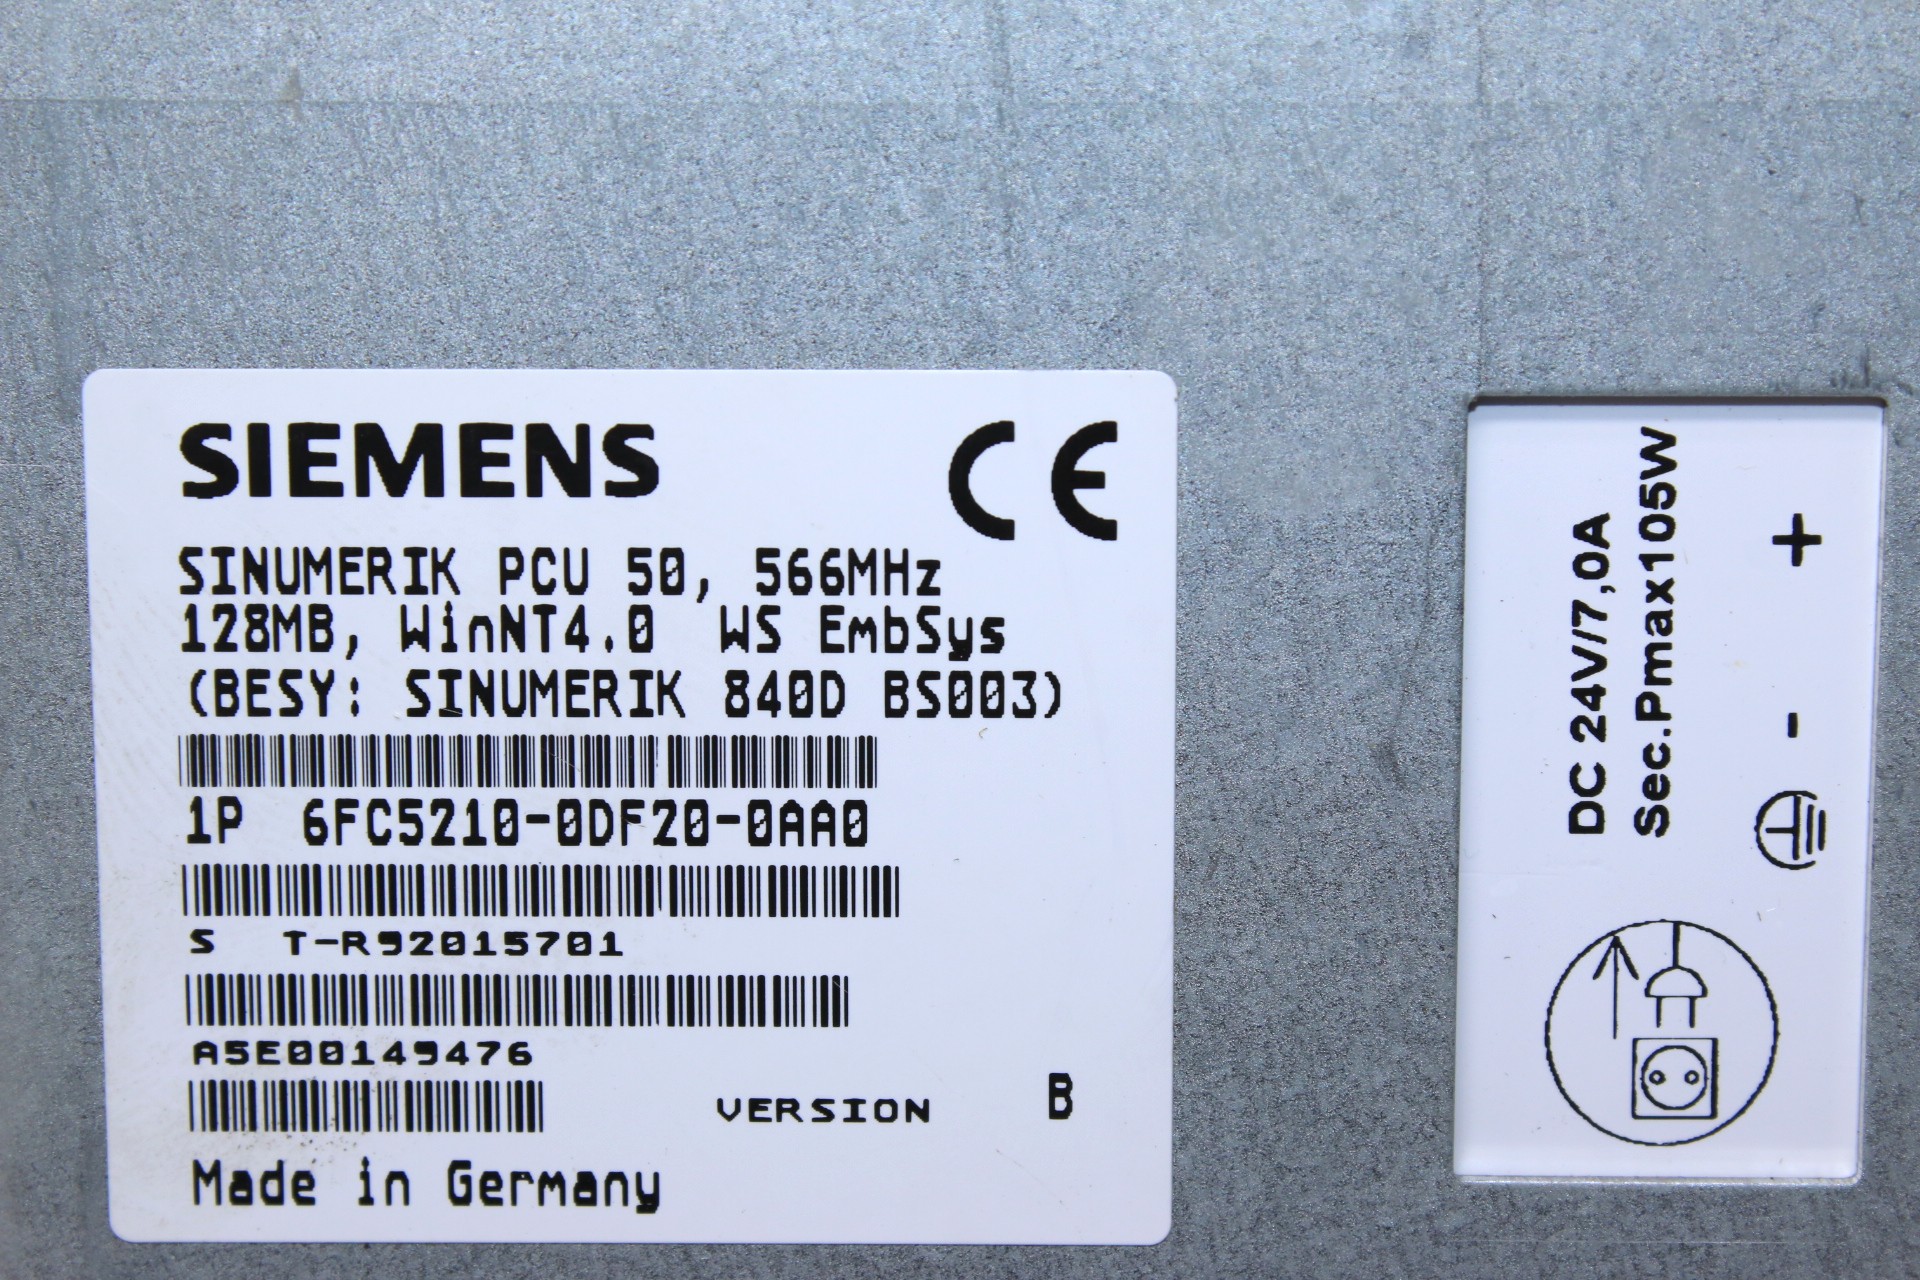 SIEMENS CE
SINUMERIK PCU 50, 566MHz
128MB, WinNT4.0 WS EmbSys
(BESY: SINUMERIK 840D BS003)
1P 6FC5210-0DF20-0AA0
S T-R92015701
A5E00149476
VERSION B
Made in Germany
DC 24V/7,0A
Sec.Pmax105W
+
-